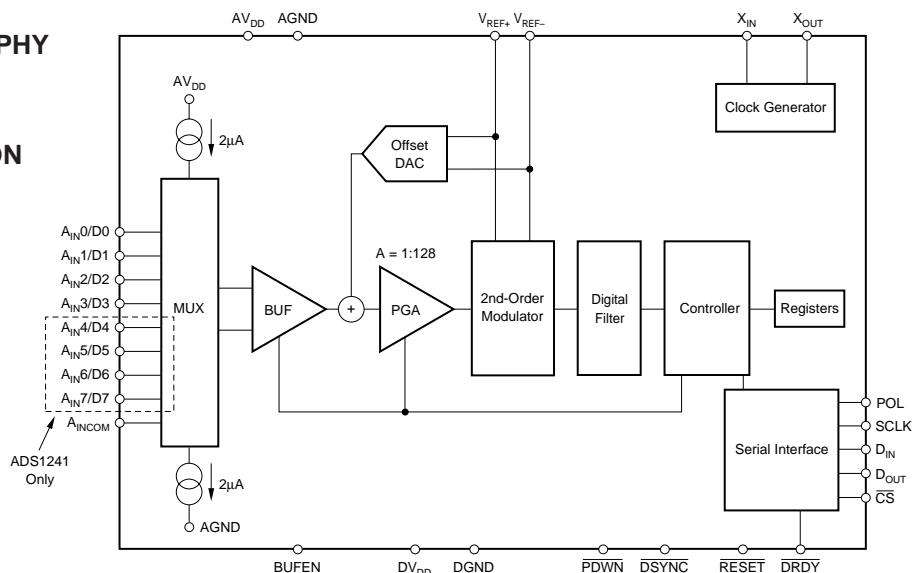 PHY
ON
AVDD AGND VREF+ VREF– XIN XOUT
AVDD
2µA
Offset
DAC
Clock Generator
AIN0/D0
AIN1/D1
AIN2/D2
AIN3/D3
AIN4/D4
AIN5/D5
AIN6/D6
AIN7/D7
AINCOM
ADS1241
Only
MUX
BUF
+
A = 1:128
PGA
2nd-Order
Modulator
Digital
Filter
Controller
Registers
Serial Interface
POL
SCLK
DIN
DOUT
CS
2µA
AGND
BUFEN DVDD DGND PDWN DSYNC RESET DRDY